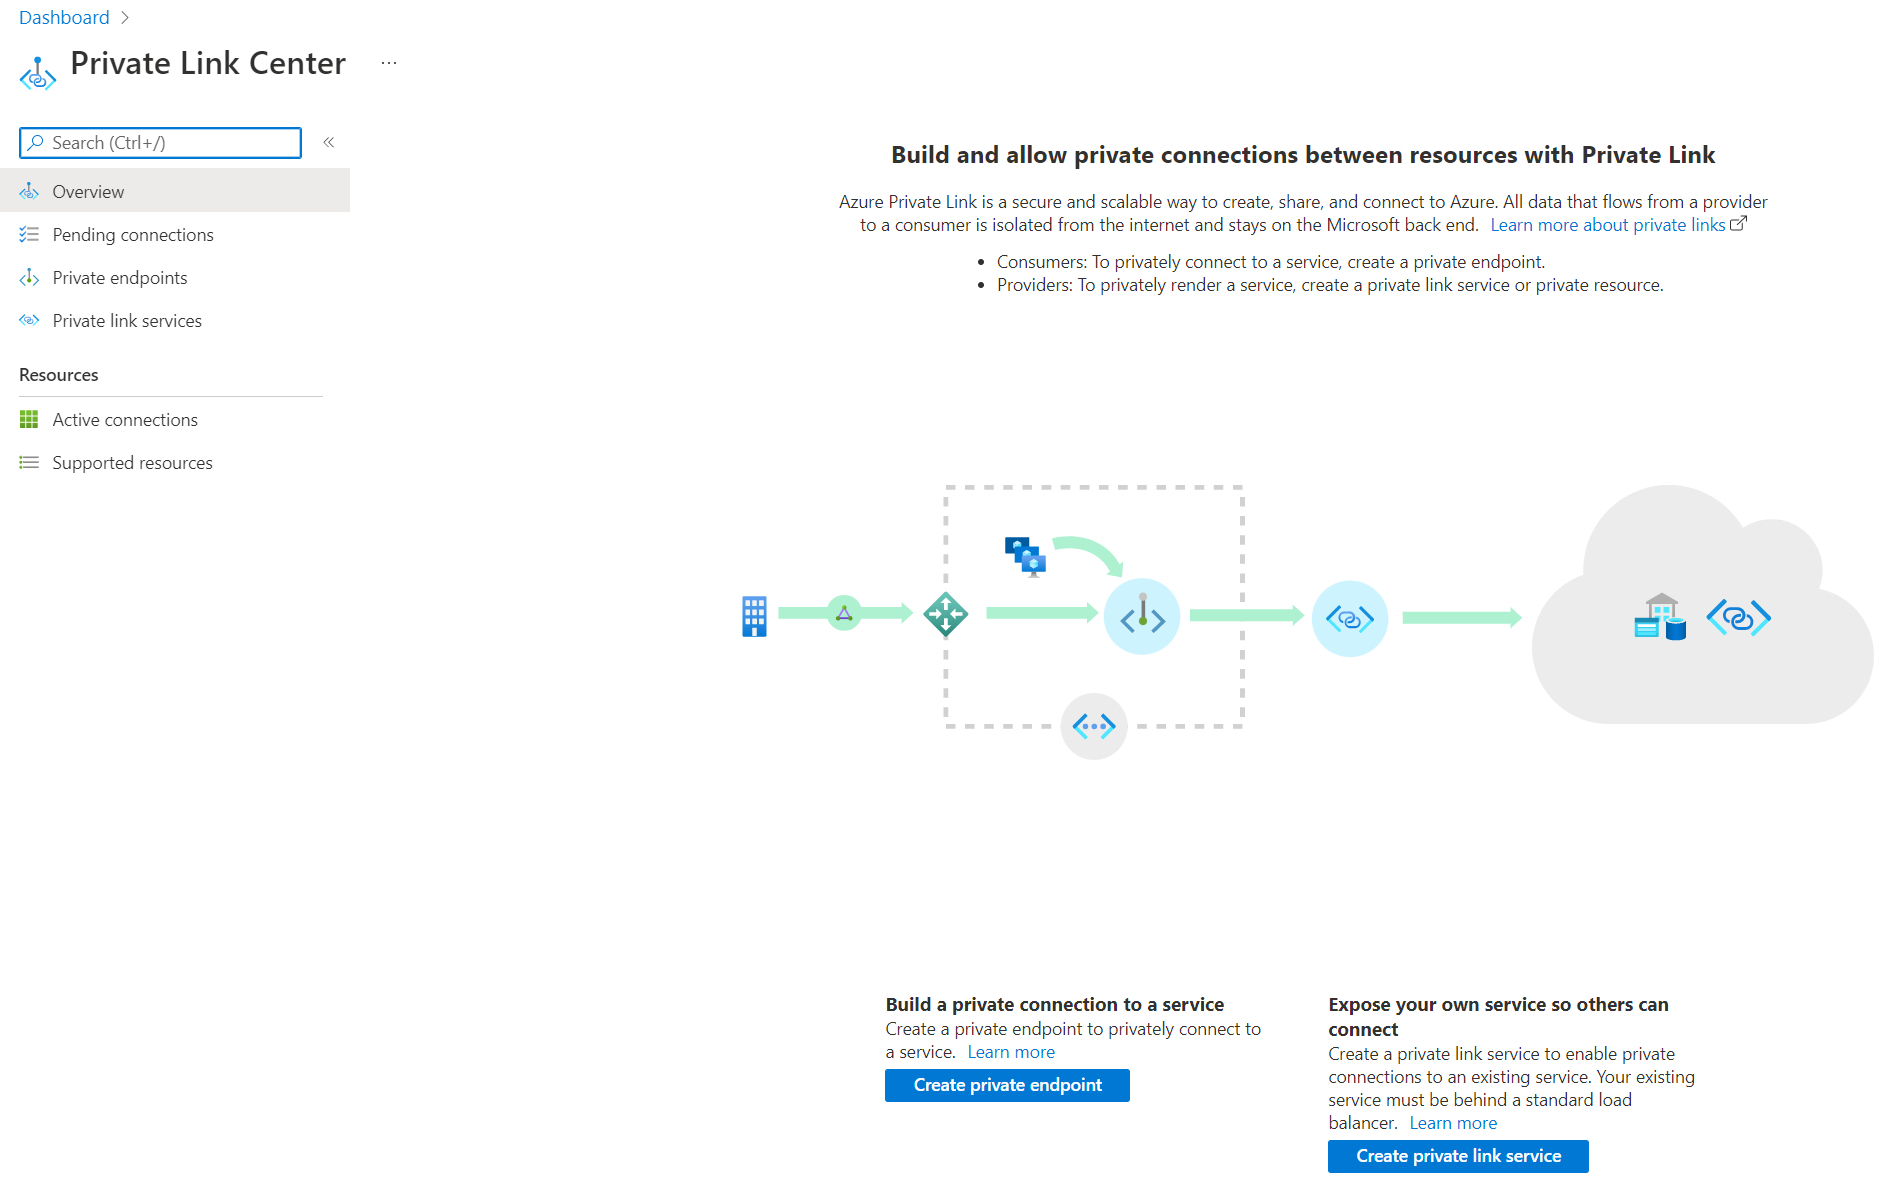 Dashboard
Private Link Center
...
Search (Ctrl+/)
«
Overview
Pending connections
Private endpoints
Private link services
Resources
Active connections
Supported resources
Build and allow private connections between resources with Private Link
Azure Private Link is a secure and scalable way to create, share, and connect to Azure. All data that flows from a provider
to a consumer is isolated from the internet and stays on the Microsoft back end. Learn more about private links
• Consumers: To privately connect to a service, create a private endpoint.
• Providers: To privately render a service, create a private link service or private resource.
Build a private connection to a service
Create a private endpoint to privately connect to
a service. Learn more
Create private endpoint
Expose your own service so others can
connect
Create a private link service to enable private
connections to an existing service. Your existing
service must be behind a standard load
balancer. Learn more
Create private link service